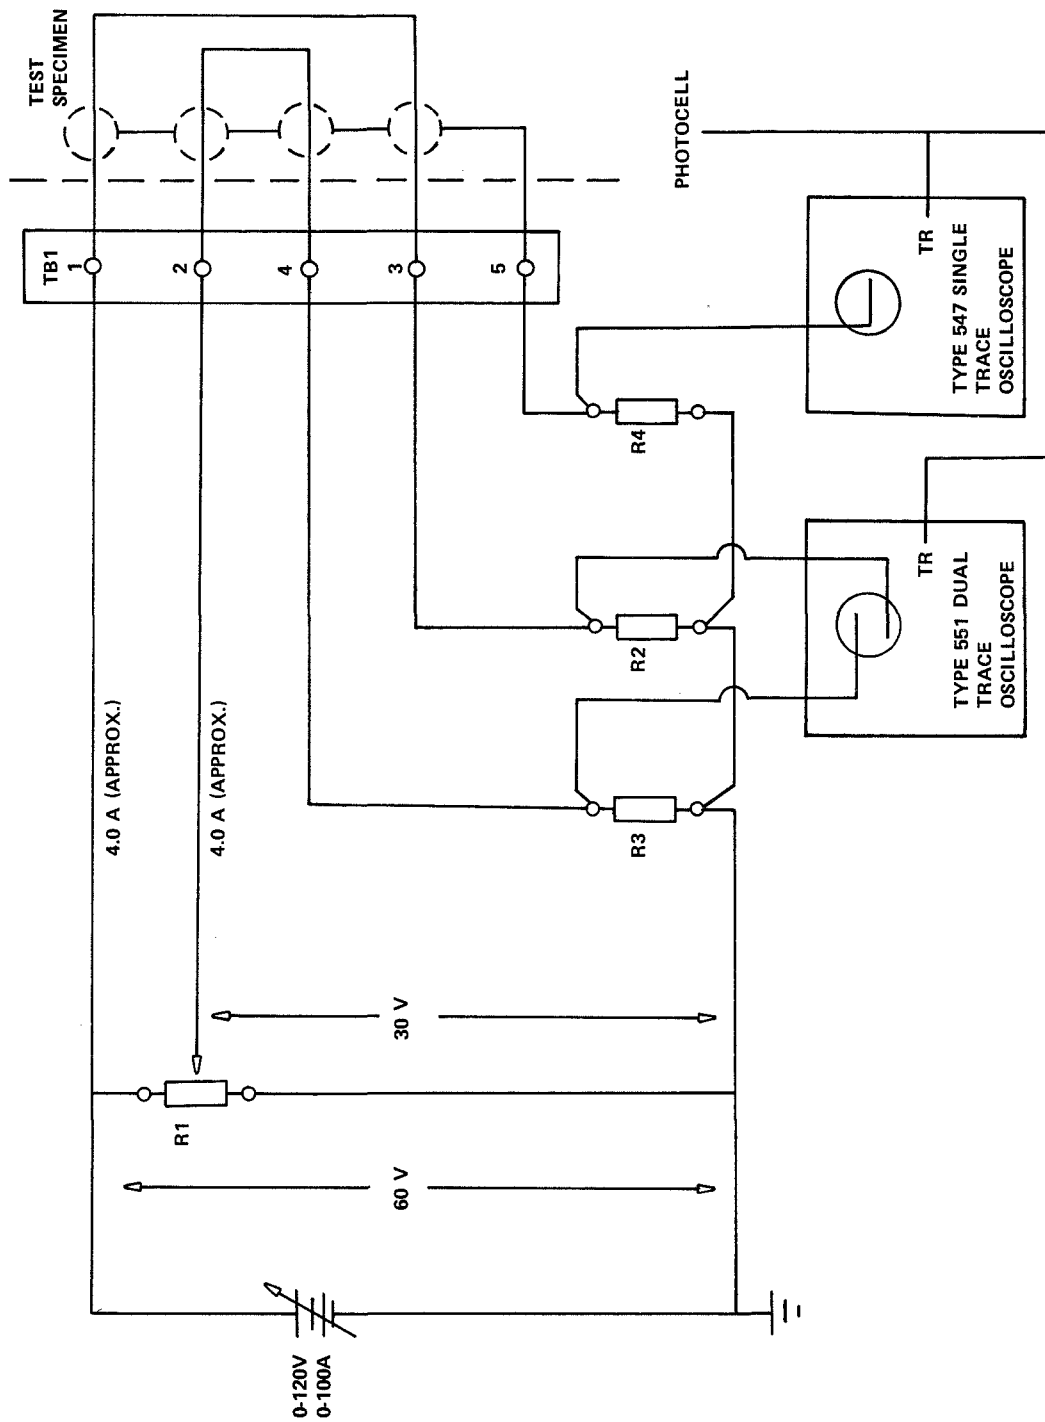 TEST
SPECIMEN
TB1
1
2
4
3
5
4.0 A (APPROX.)
4.0 A (APPROX.)
R1
60 V
30 V
0-120V
0-100A
R3
R2
R4
PHOTOCELL
TR
TYPE 547 SINGLE
TRACE
OSCILLOSCOPE
TR
TYPE 551 DUAL
TRACE
OSCILLOSCOPE